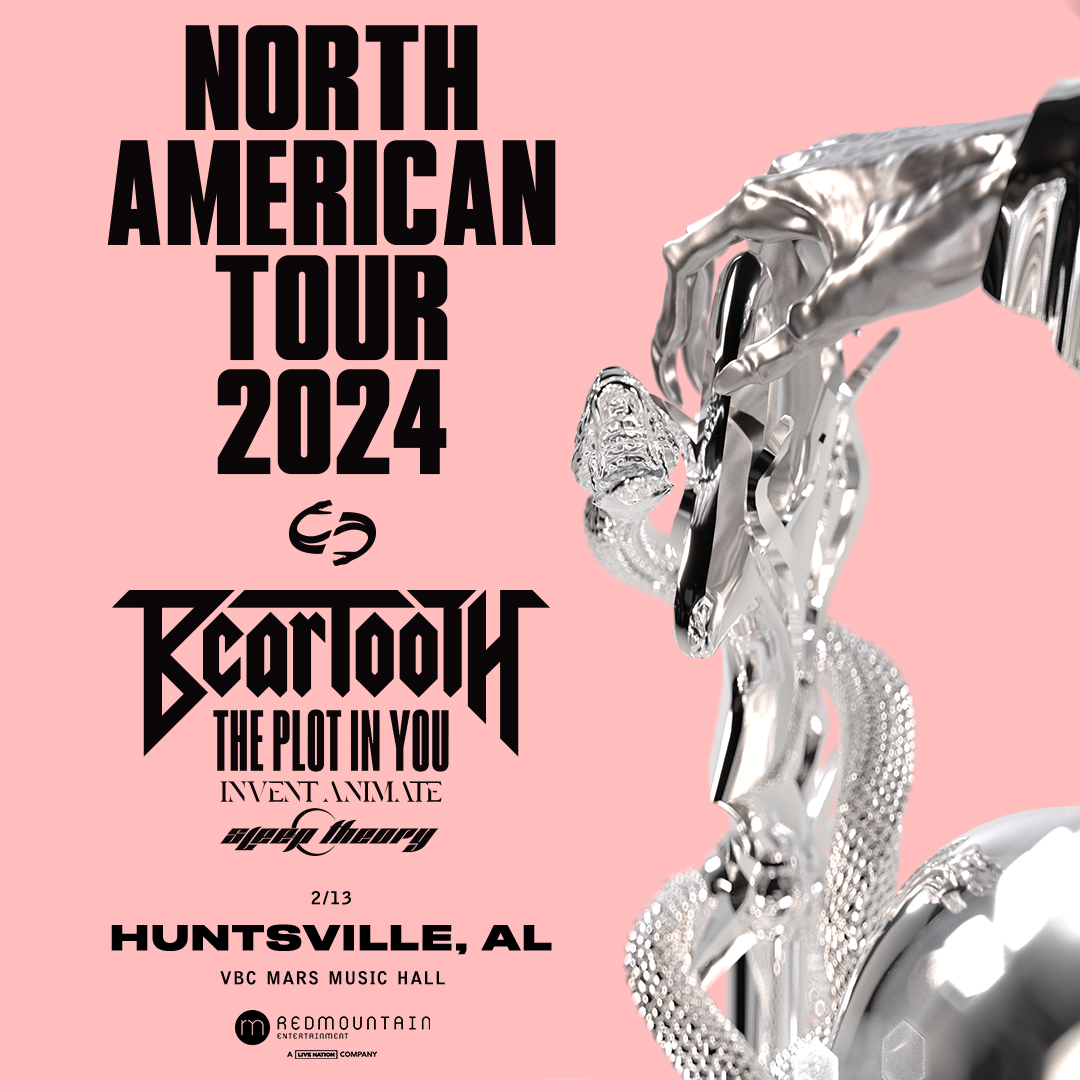 NORTH
AMERICAN
TOUR
2024
BEARTOOTH
THE PLOT IN YOU
INVENT ANIMATE
sleep theory
2/13
HUNTSVILLE, AL
VBC MARS MUSIC HALL
rm REDMOUNTAIN
ENTERTAINMENT
A LIVE NATION COMPANY